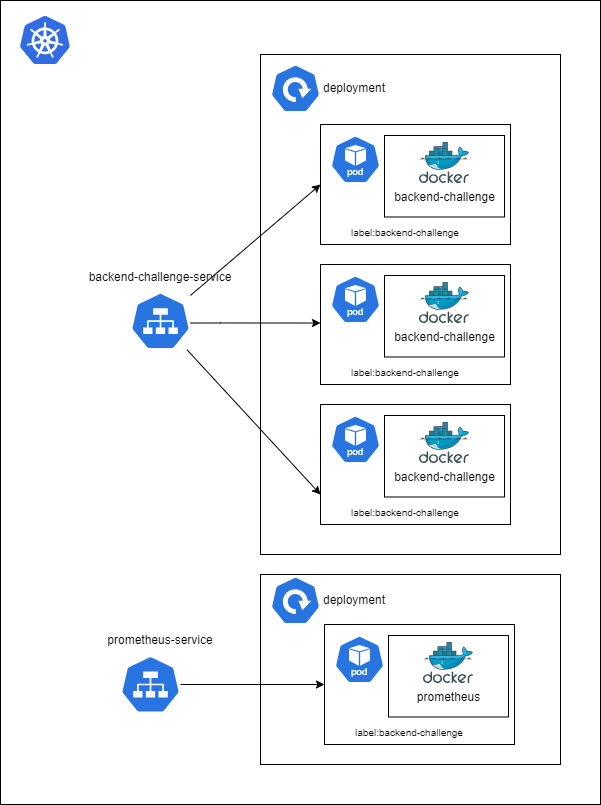 deployment
pod
docker
backend-challenge
label:backend-challenge
backend-challenge-service
pod
docker
backend-challenge
label:backend-challenge
pod
docker
backend-challenge
label:backend-challenge
deployment
prometheus-service
pod
docker
prometheus
label:backend-challenge